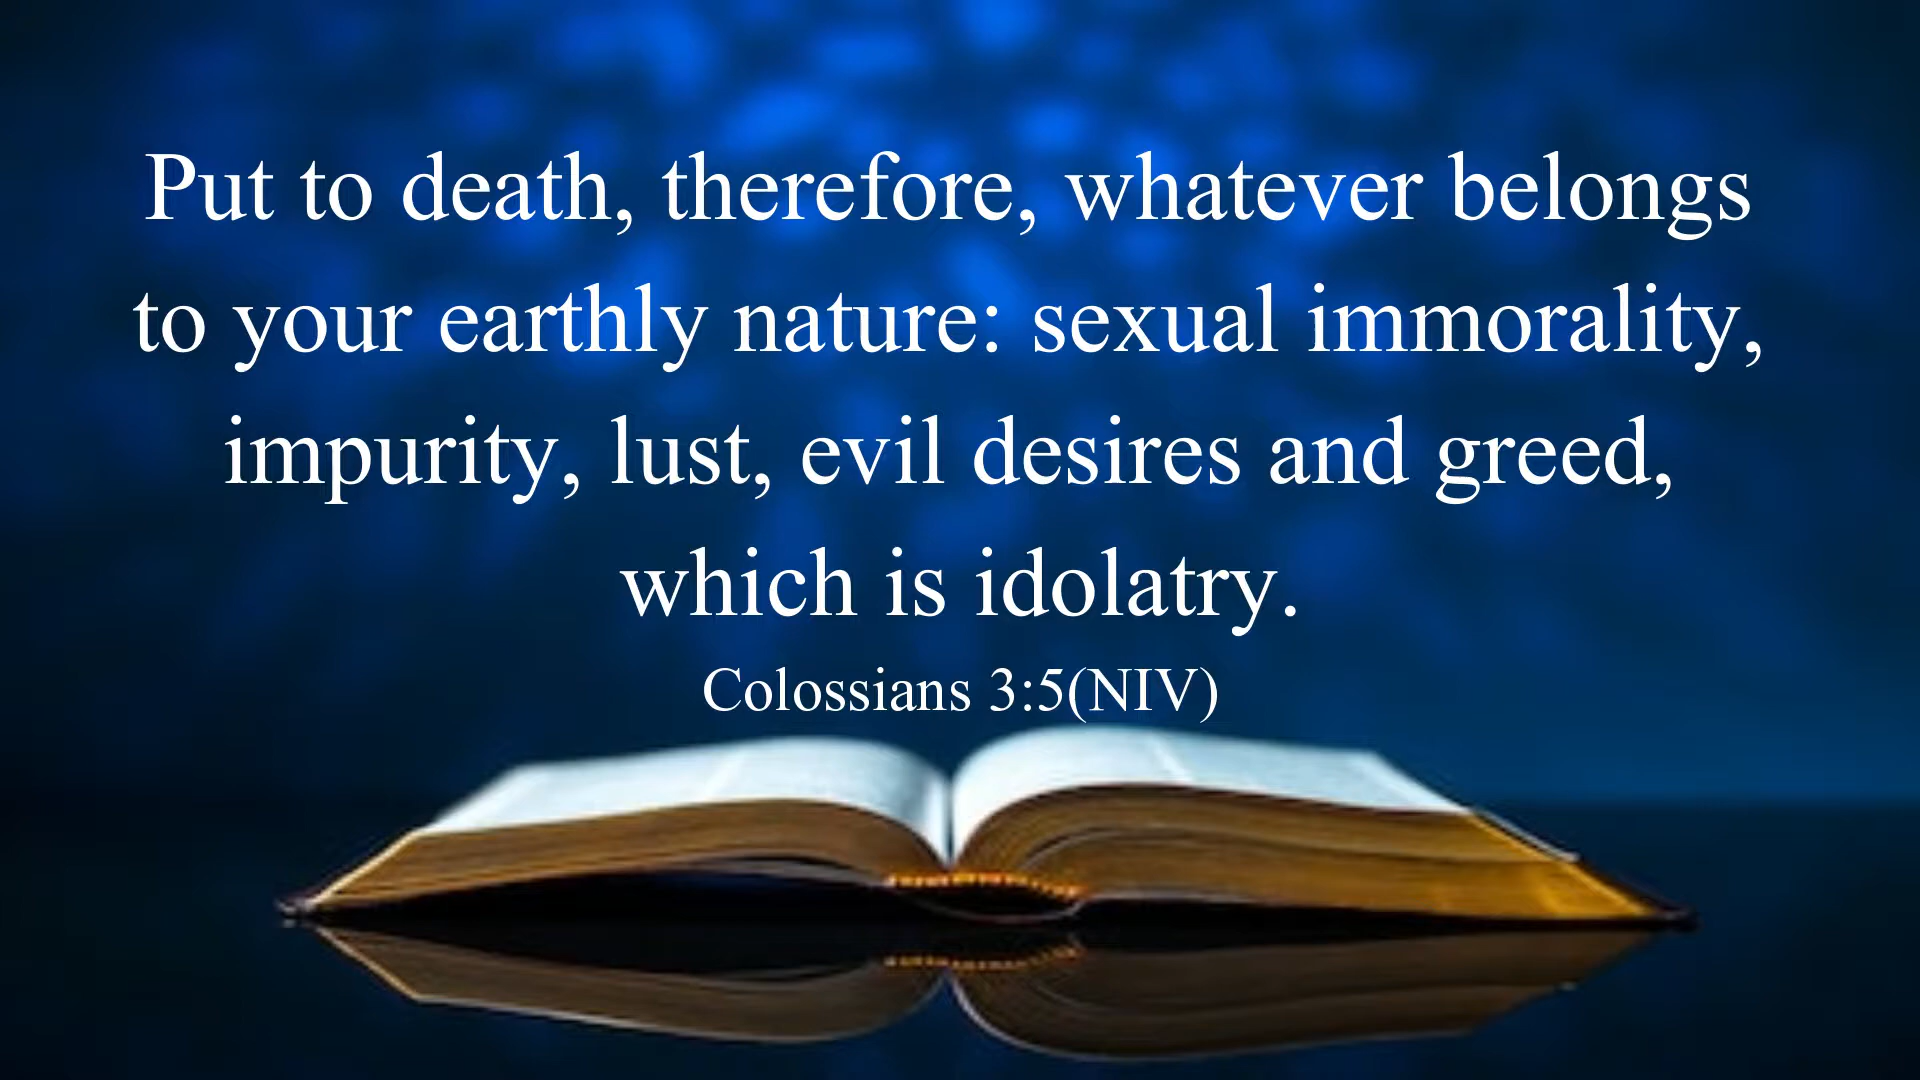 Put to death, therefore, whatever belongs
to your earthly nature: sexual immorality,
impurity, lust, evil desires and greed,
which is idolatry.
Colossians 3:5(NIV)